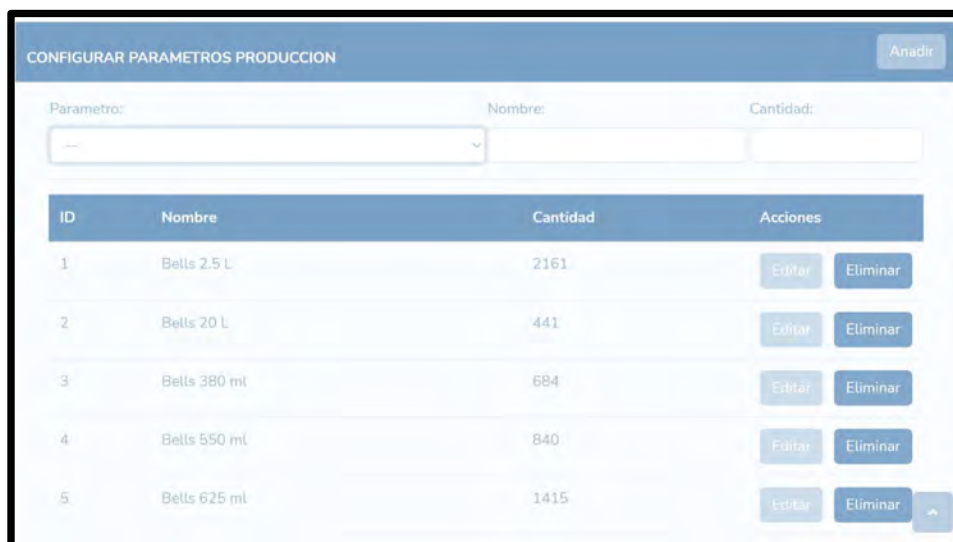 CONFIGURAR PARAMETROS PRODUCCION Anadir
Parametro: Nombre: Cantidad:
---
ID Nombre Cantidad Acciones
1 Bells 2.5 L 2161 Editar Eliminar
2 Bells 20 L 441 Editar Eliminar
3 Bells 380 ml 684 Editar Eliminar
4 Bells 550 ml 840 Editar Eliminar
5 Bells 625 ml 1415 Editar Eliminar